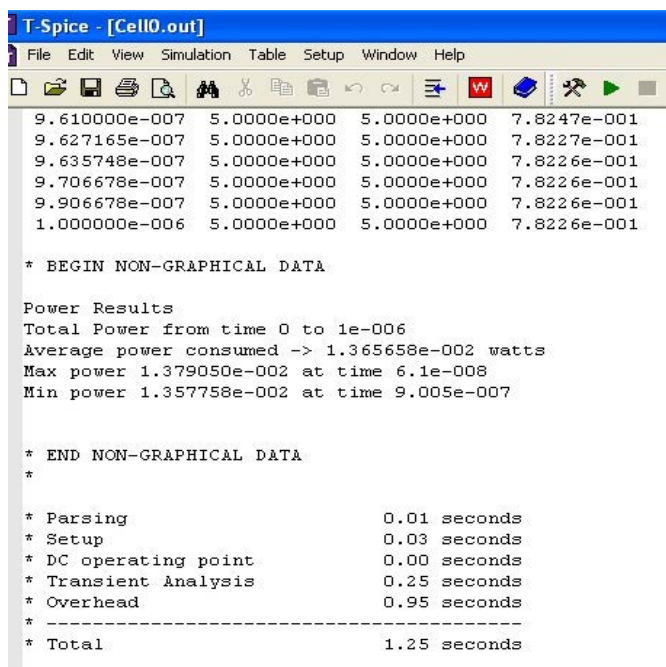 T-Spice - [Cell0.out]
File Edit View Simulation Table Setup Window Help
9.610000e-007 5.0000e+000 5.0000e+000 7.8247e-001
9.627165e-007 5.0000e+000 5.0000e+000 7.8227e-001
9.635748e-007 5.0000e+000 5.0000e+000 7.8227e-001
9.706678e-007 5.0000e+000 5.0000e+000 7.8226e-001
9.906678e-007 5.0000e+000 5.0000e+000 7.8226e-001
1.000000e-006 5.0000e+000 5.0000e+000 7.8226e-001
* BEGIN NON-GRAPHICAL DATA
Power Results
Total Power from time 0 to 1e-006
Average power consumed -> 1.365658e-002 watts
Max power 1.379050e-002 at time 6.1e-008
Min power 1.357758e-002 at time 9.005e-007
* END NON-GRAPHICAL DATA
*
* Parsing 0.01 seconds
* Setup 0.03 seconds
* DC operating point 0.00 seconds
* Transient Analysis 0.25 seconds
* Overhead 0.95 seconds
* -----------------------------------------
* Total 1.25 seconds